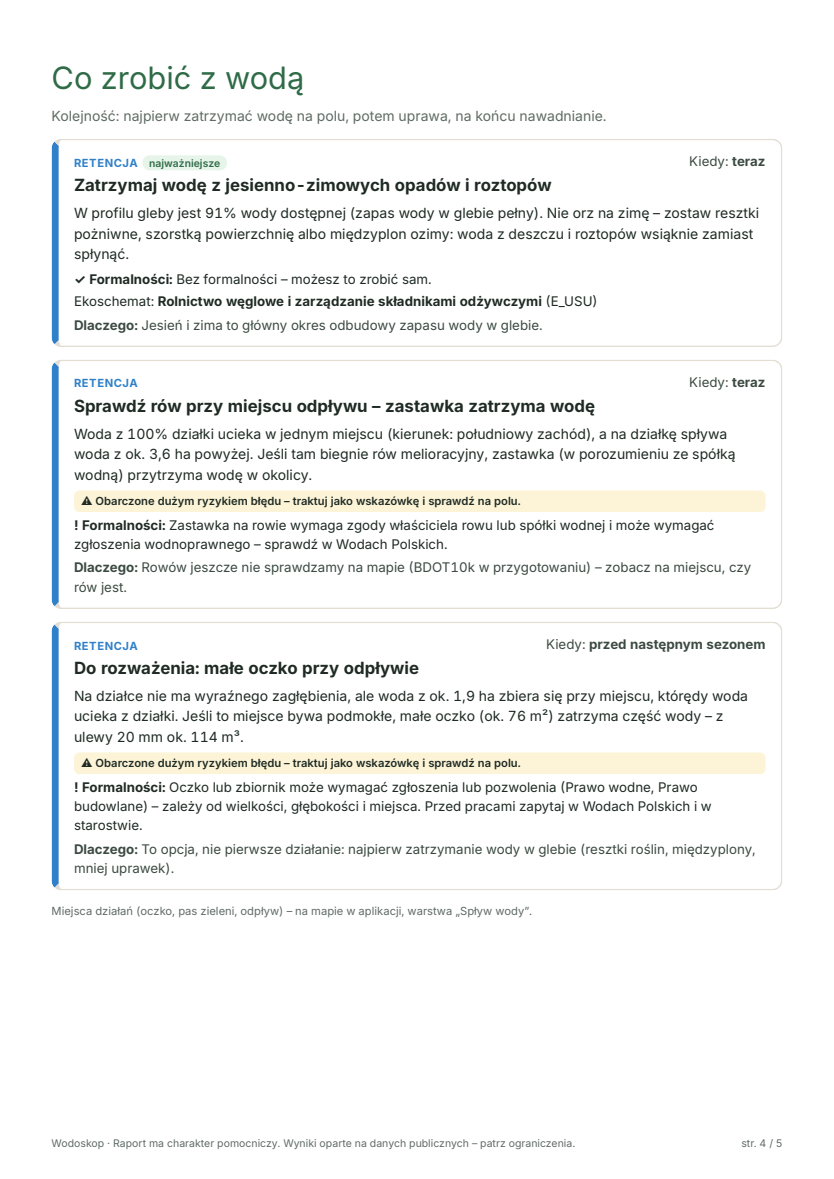 Co zrobić z wodą
Kolejność: najpierw zatrzymać wodę na polu, potem uprawa, na końcu nawadnianie.
RETENCJA najważniejsze Kiedy: teraz
Zatrzymaj wodę z jesienno-zimowych opadów i roztopów
W profilu gleby jest 91% wody dostępnej (zapas wody w glebie pełny). Nie orz na zimę – zostaw resztki
pożniwne, szorstką powierzchnię albo międzyplon ozimy: woda z deszczu i roztopów wsiąknie zamiast
spłynąć.
✓ Formalności: Bez formalności – możesz to zrobić sam.
Ekoschemat: Rolnictwo węglowe i zarządzanie składnikami odżywczymi (E_USU)
Dlaczego: Jesień i zima to główny okres odbudowy zapasu wody w glebie.
RETENCJA Kiedy: teraz
Sprawdź rów przy miejscu odpływu – zastawka zatrzyma wodę
Woda z 100% działki ucieka w jednym miejscu (kierunek: południowy zachód), a na działkę spływa
woda z ok. 3,6 ha powyżej. Jeśli tam biegnie rów melioracyjny, zastawka (w porozumieniu ze spółką
wodną) przytrzyma wodę w okolicy.
⚠ Obarczone dużym ryzykiem błędu – traktuj jako wskazówkę i sprawdź na polu.
! Formalności: Zastawka na rowie wymaga zgody właściciela rowu lub spółki wodnej i może wymagać
zgłoszenia wodnoprawnego – sprawdź w Wodach Polskich.
Dlaczego: Rowów jeszcze nie sprawdzamy na mapie (BDOT10k w przygotowaniu) – zobacz na miejscu, czy
rów jest.
RETENCJA Kiedy: przed następnym sezonem
Do rozważenia: małe oczko przy odpływie
Na działce nie ma wyraźnego zagłębienia, ale woda z ok. 1,9 ha zbiera się przy miejscu, którędy woda
ucieka z działki. Jeśli to miejsce bywa podmokłe, małe oczko (ok. 76 m²) zatrzyma część wody – z
ulewy 20 mm ok. 114 m³.
⚠ Obarczone dużym ryzykiem błędu – traktuj jako wskazówkę i sprawdź na polu.
! Formalności: Oczko lub zbiornik może wymagać zgłoszenia lub pozwolenia (Prawo wodne, Prawo
budowlane) – zależy od wielkości, głębokości i miejsca. Przed pracami zapytaj w Wodach Polskich i w
starostwie.
Dlaczego: To opcja, nie pierwsze działanie: najpierw zatrzymanie wody w glebie (resztki roślin, międzyplony,
mniej uprawek).
Miejsca działań (oczko, pas zieleni, odpływ) – na mapie w aplikacji, warstwa „Spływ wody”.
Wodoskop · Raport ma charakter pomocniczy. Wyniki oparte na danych publicznych – patrz ograniczenia. str. 4 / 5